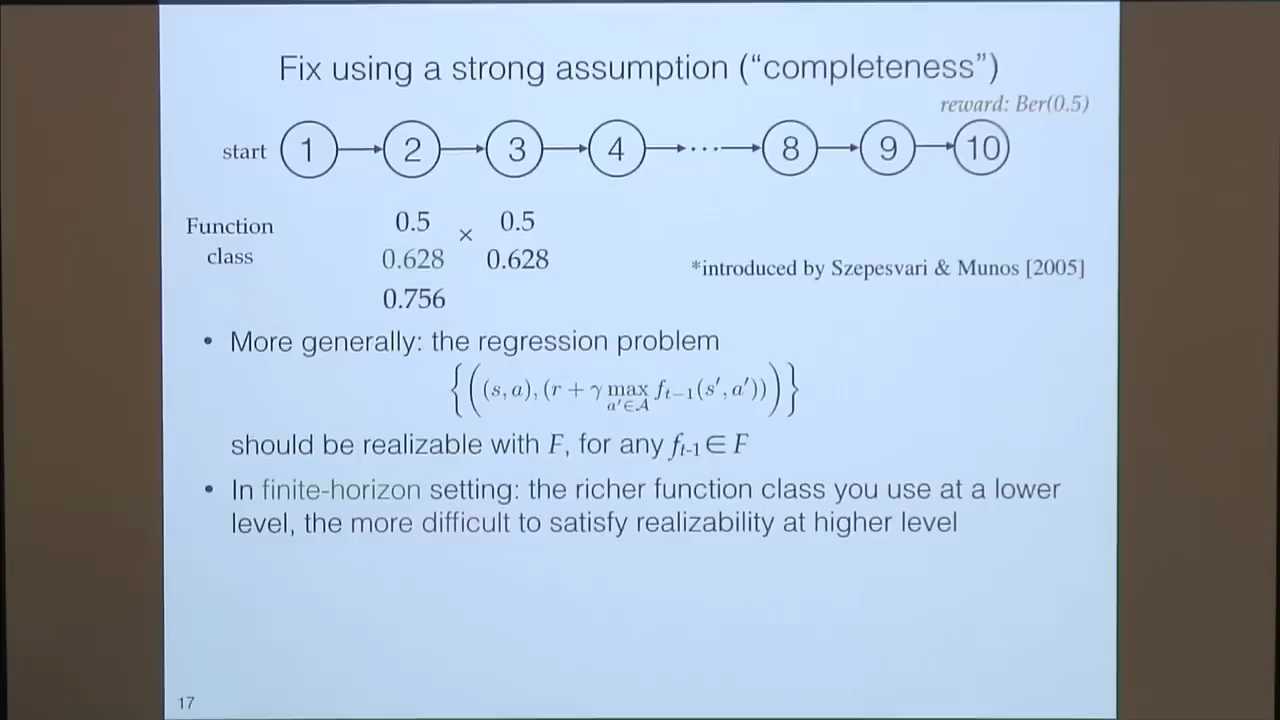 Fix using a strong assumption (“completeness”)
reward: Ber(0.5)
start 1 2 3 4 ... 8 9 10
Function class
0.5 × 0.5
0.628 0.628
0.756
*introduced by Szepesvari & Munos [2005]
• More generally: the regression problem
{((s, a), (r + γ max_{a′∈A} f_{t−1}(s′, a′)))}
should be realizable with F, for any f_{t-1} ∈ F
• In finite-horizon setting: the richer function class you use at a lower
level, the more difficult to satisfy realizability at higher level
17